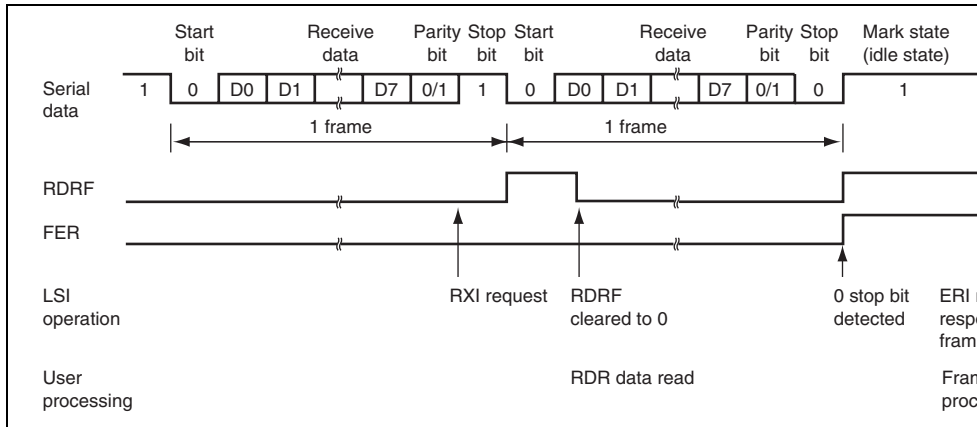 Start bit Receive data Parity bit Stop bit Start bit Receive data Parity bit Stop bit Mark state (idle state)
Serial data 1 0 D0 D1 D7 0/1 1 0 D0 D1 D7 0/1 0 1
1 frame 1 frame
RDRF
FER
LSI operation RXI request RDRF cleared to 0 0 stop bit detected ERI
User processing RDR data read